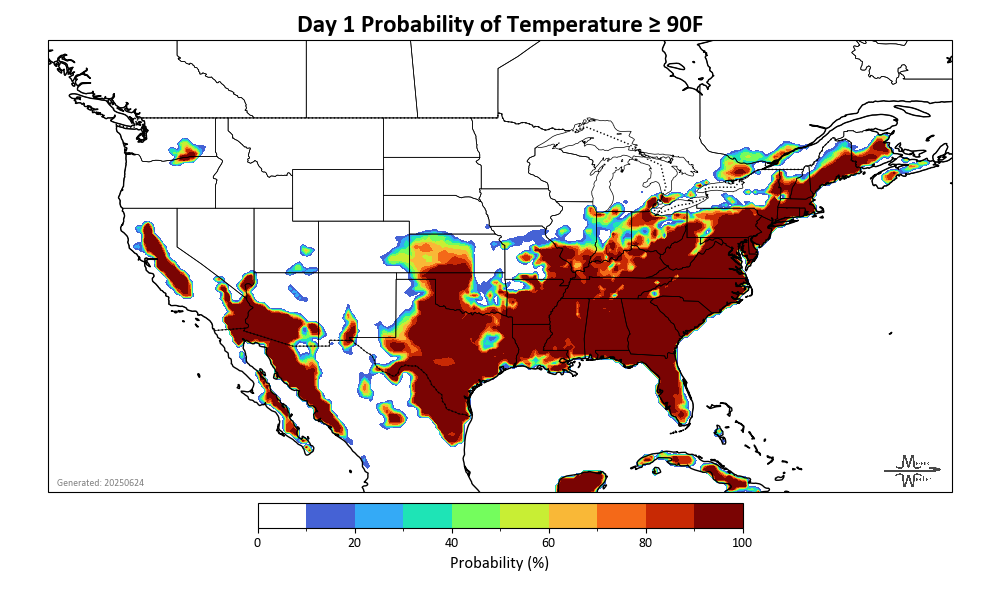 Day 1 Probability of Temperature ≥ 90F
Generated: 20250624
0 20 40 60 80 100
Probability (%)